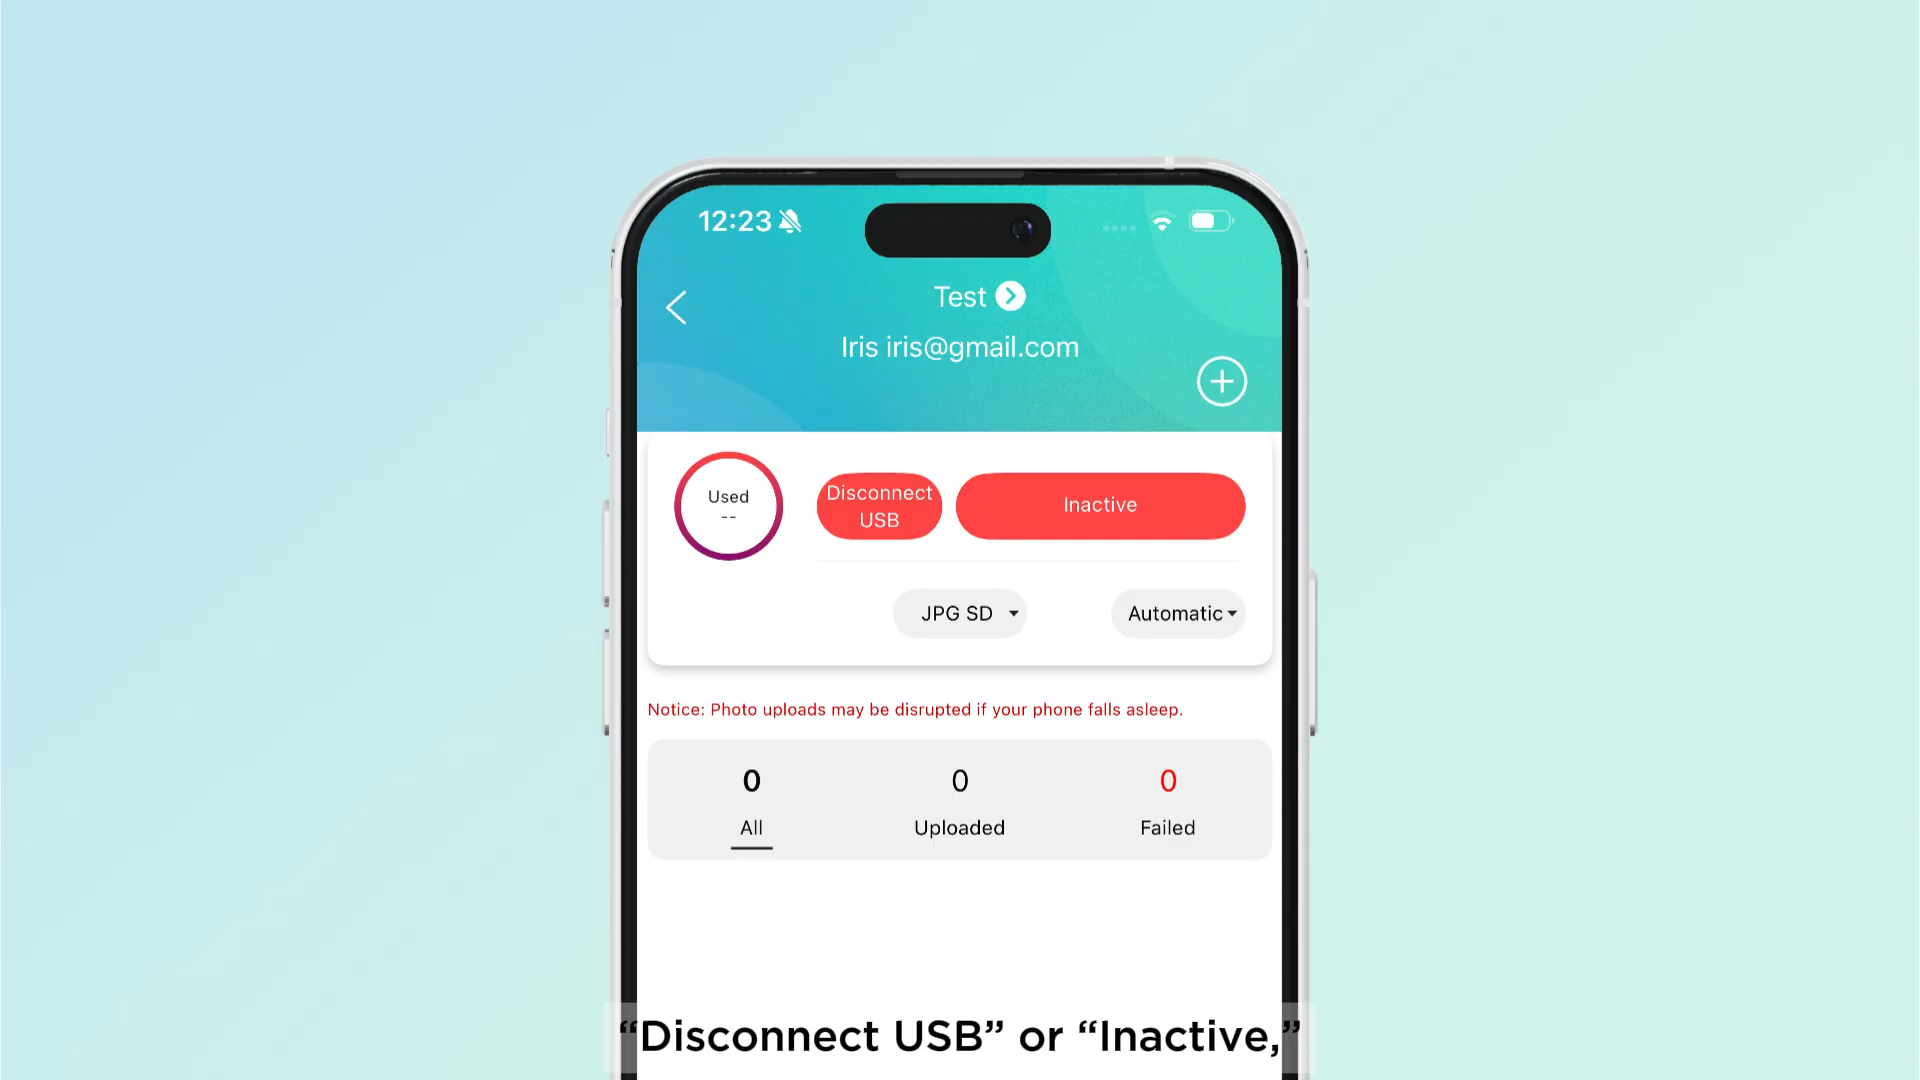 12:23
Test
Iris iris@gmail.com
Used
--
Disconnect
USB
Inactive
JPG SD
Automatic
Notice: Photo uploads may be disrupted if your phone falls asleep.
0
0
0
All
Uploaded
Failed
“Disconnect USB” or “Inactive,”